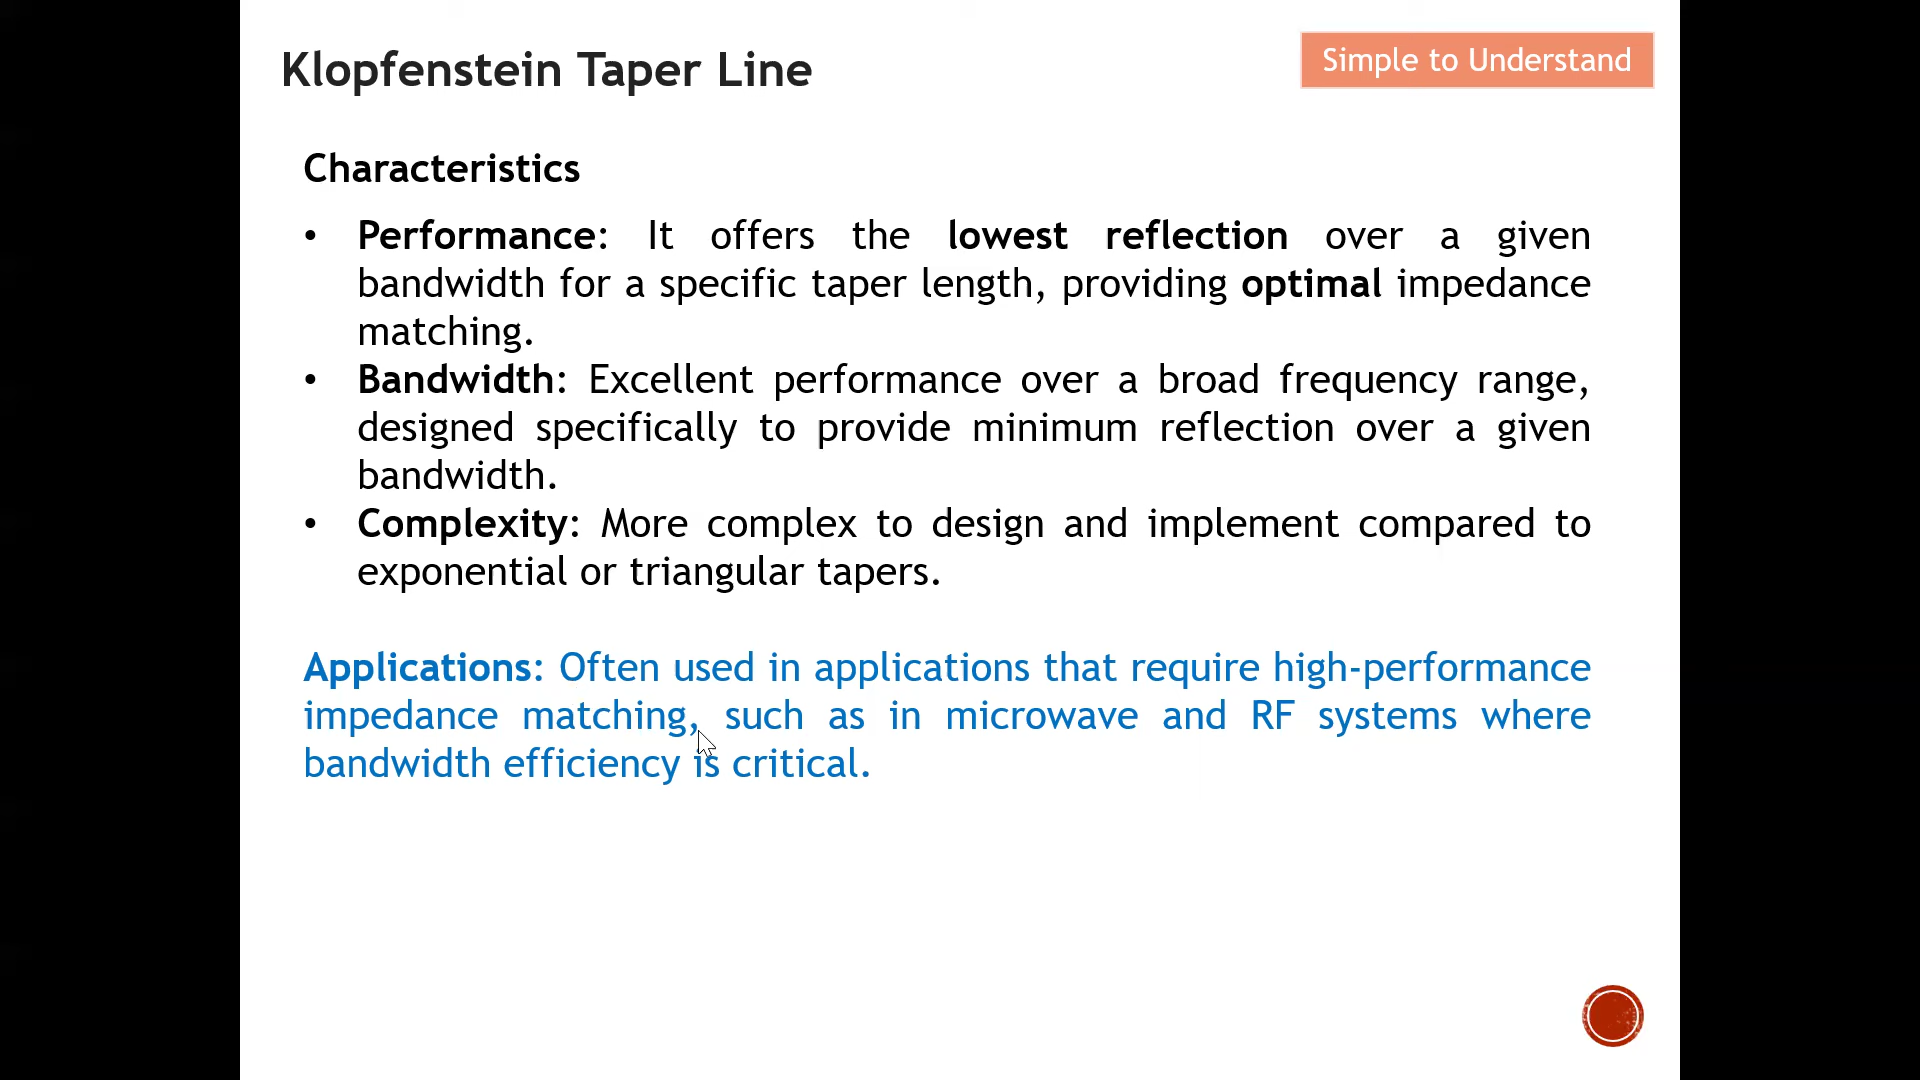 Klopfenstein Taper Line
Simple to Understand
Characteristics
• Performance: It offers the lowest reflection over a given
bandwidth for a specific taper length, providing optimal impedance
matching.
• Bandwidth: Excellent performance over a broad frequency range,
designed specifically to provide minimum reflection over a given
bandwidth.
• Complexity: More complex to design and implement compared to
exponential or triangular tapers.
Applications: Often used in applications that require high-performance
impedance matching, such as in microwave and RF systems where
bandwidth efficiency is critical.